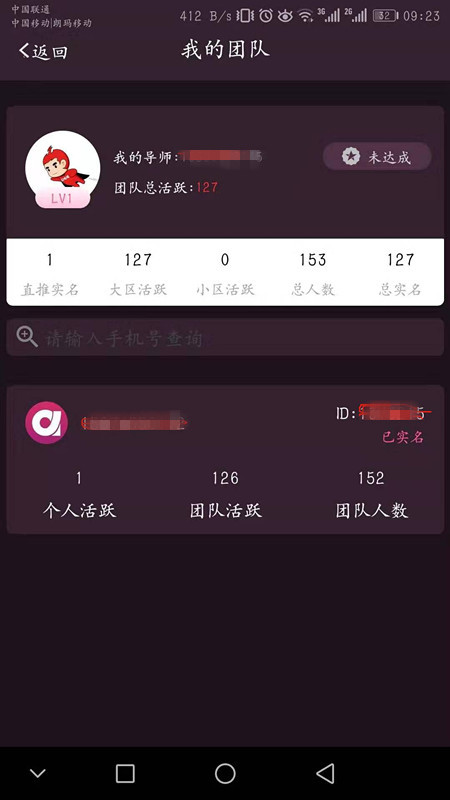 中国联通
412 B/s 3G 2G 32 09:23
中国移动|朗玛移动
返回 我的团队
我的导师:
未达成
团队总活跃:127
LV1
1 127 0 153 127
直推实名 大区活跃 小区活跃 总人数 总实名
请输入手机号查询
ID:
已实名
1 126 152
个人活跃 团队活跃 团队人数